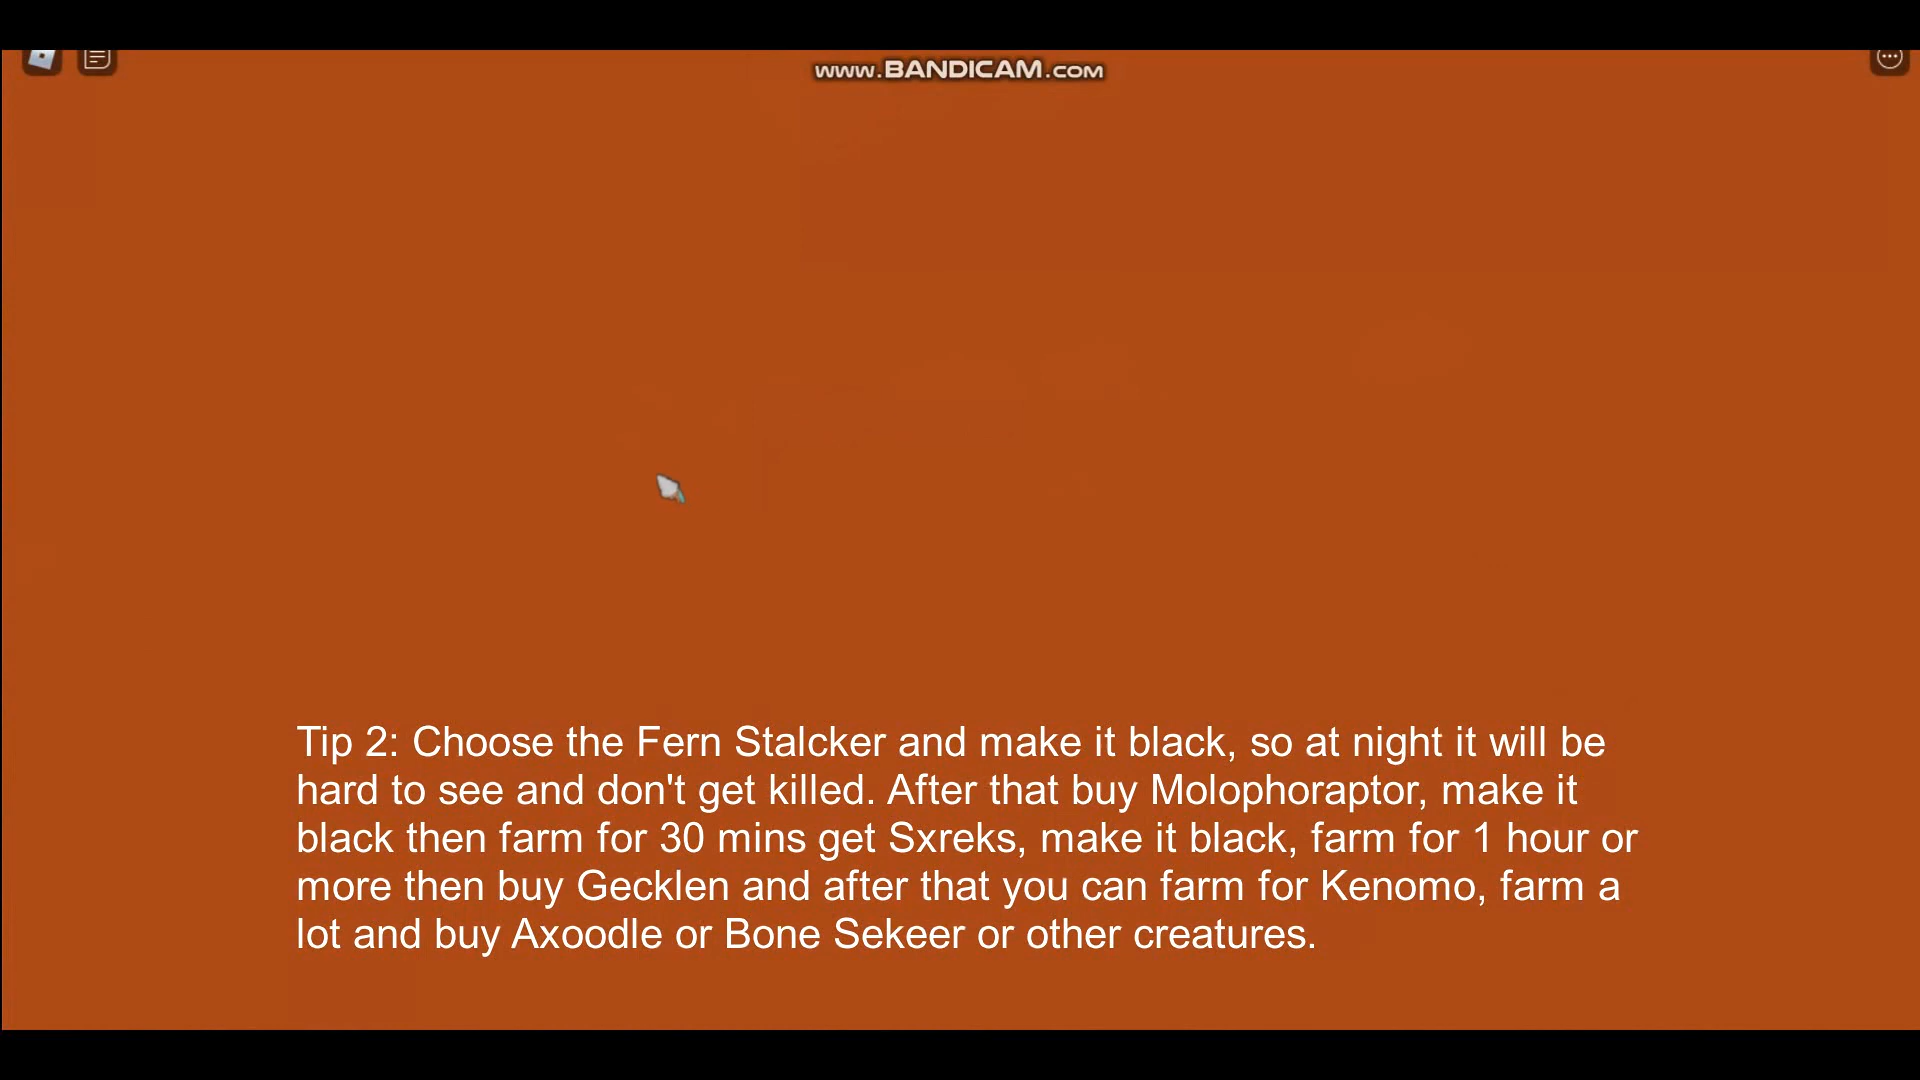 www.BANDICAM.com
Tip 2: Choose the Fern Stalcker and make it black, so at night it will be
hard to see and don't get killed. After that buy Molophoraptor, make it
black then farm for 30 mins get Sxreks, make it black, farm for 1 hour or
more then buy Gecklen and after that you can farm for Kenomo, farm a
lot and buy Axoodle or Bone Sekeer or other creatures.